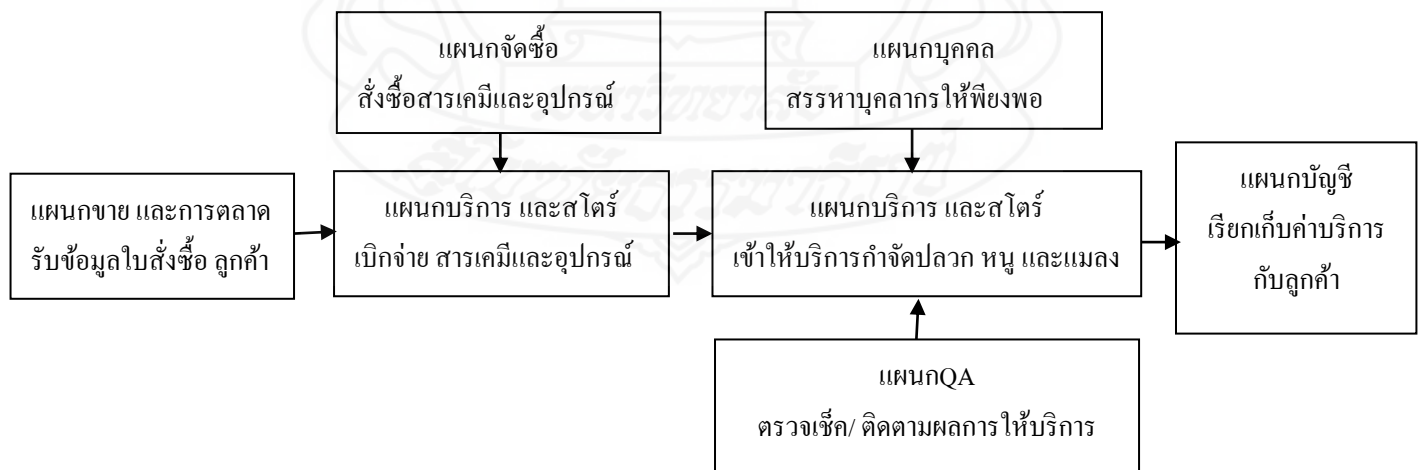 แผนกจัดซื้อ
สั่งซื้อสารเคมีและอุปกรณ์
แผนกบุคคล
สรรหาบุคลากรให้พียงพอ
แผนกขาย และการตลาด
รับข้อมูลใบสั่งซื้อ ลูกค้า
แผนกบริการ และสโตร์
เบิกจ่าย สารเคมีและอุปกรณ์
แผนกบริการ และสโตร์
เข้าให้บริการกำจัดปลวก หนู และแมลง
แผนกบัญชี
เรียกเก็บค่าบริการ
กับลูกค้า
แผนกQA
ตรวจเช็ค/ ติดตามผลการให้บริการ